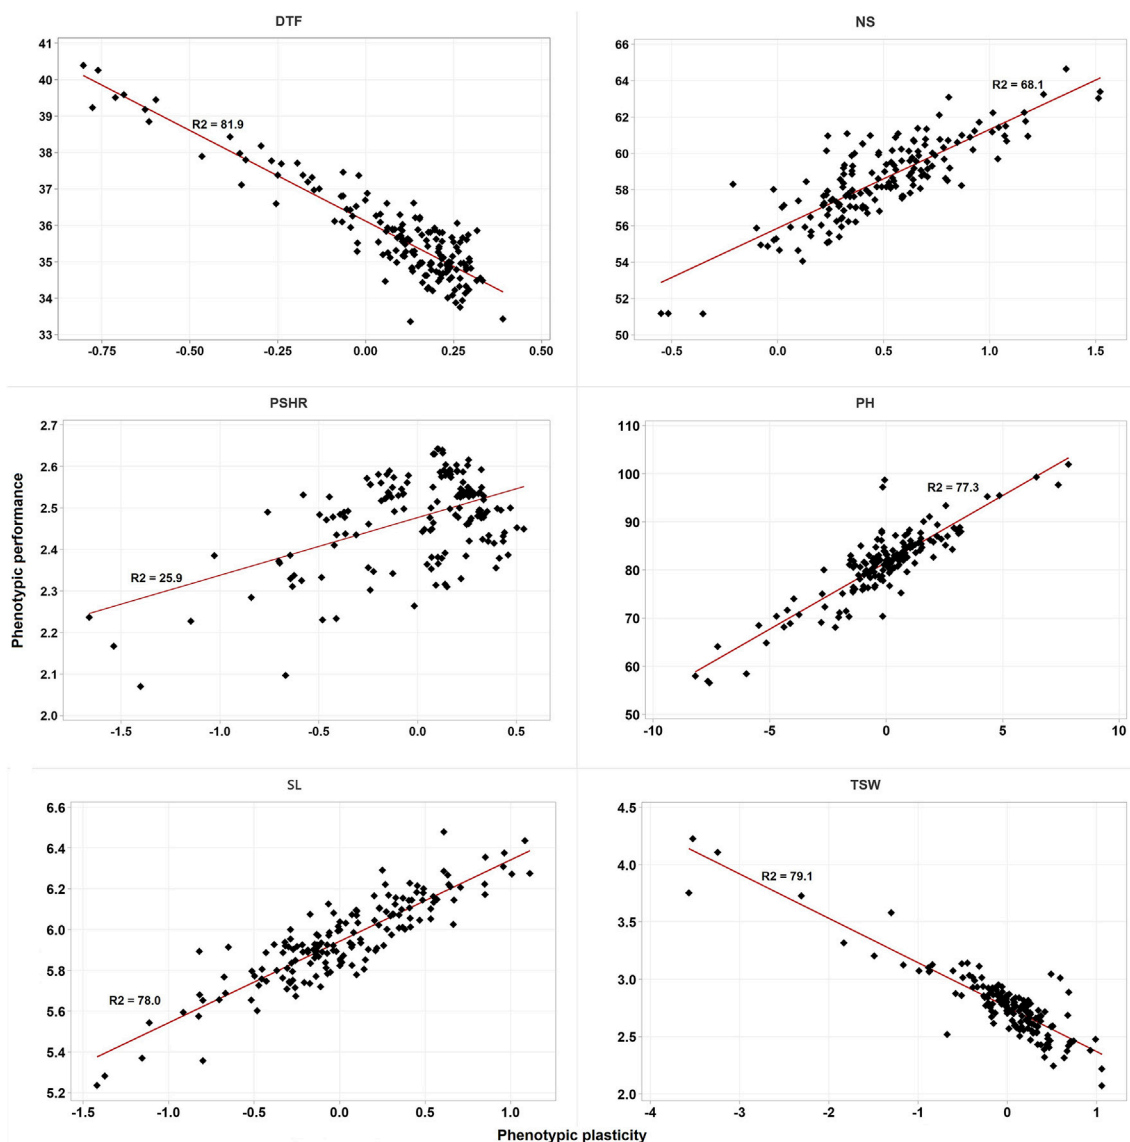 DTF
41
40
39
38
37
36
35
34
33
R2 = 81.9
-0.75 -0.50 -0.25 0.00 0.25 0.50
NS
66
64
62
60
58
56
54
52
50
R2 = 68.1
-0.5 0.0 0.5 1.0 1.5
Phenotypic performance
PSHR
2.7
2.6
2.5
2.4
2.3
2.2
2.1
2.0
R2 = 25.9
-1.5 -1.0 -0.5 0.0 0.5
PH
110
100
90
80
70
60
50
R2 = 77.3
-10 -5 0 5 10
SL
6.6
6.4
6.2
6.0
5.8
5.6
5.4
5.2
R2 = 78.0
-1.5 -1.0 -0.5 0.0 0.5 1.0
TSW
4.5
4.0
3.5
3.0
2.5
2.0
R2 = 79.1
-4 -3 -2 -1 0 1
Phenotypic plasticity